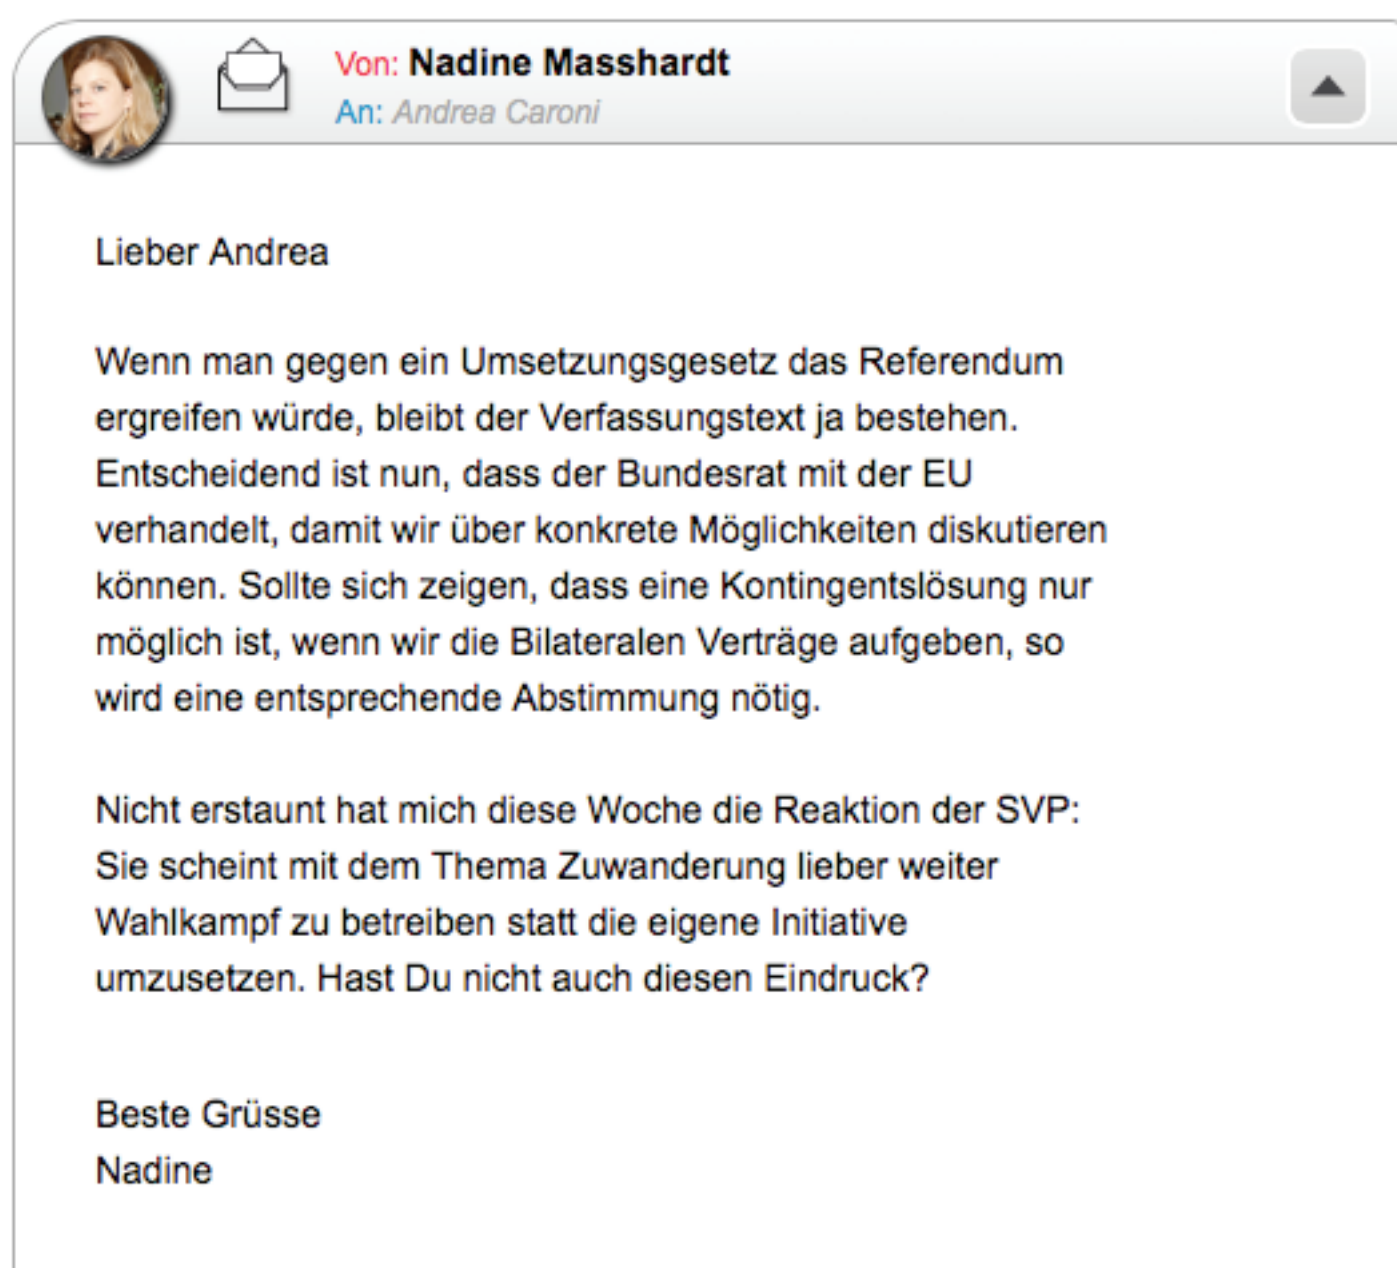 Von: Nadine Masshardt
An: Andrea Caroni
Lieber Andrea
Wenn man gegen ein Umsetzungsgesetz das Referendum
ergreifen würde, bleibt der Verfassungstext ja bestehen.
Entscheidend ist nun, dass der Bundesrat mit der EU
verhandelt, damit wir über konkrete Möglichkeiten diskutieren
können. Sollte sich zeigen, dass eine Kontingentslösung nur
möglich ist, wenn wir die Bilateralen Verträge aufgeben, so
wird eine entsprechende Abstimmung nötig.
Nicht erstaunt hat mich diese Woche die Reaktion der SVP:
Sie scheint mit dem Thema Zuwanderung lieber weiter
Wahlkampf zu betreiben statt die eigene Initiative
umzusetzen. Hast Du nicht auch diesen Eindruck?
Beste Grüsse
Nadine